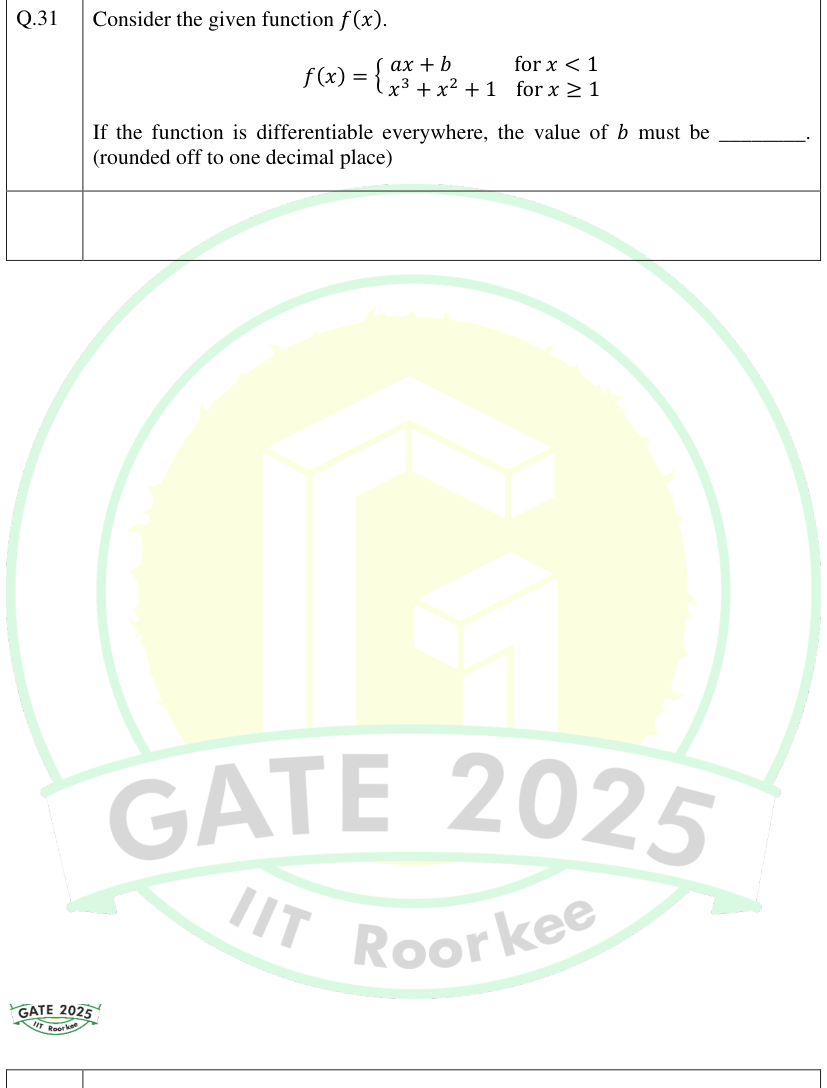 Q.31 Consider the given function f(x).
f(x) = { ax + b for x < 1
x³ + x² + 1 for x ≥ 1
If the function is differentiable everywhere, the value of b must be ________.
(rounded off to one decimal place)
GATE 2025
IIT Roorkee
GATE 2025
IIT Roorkee